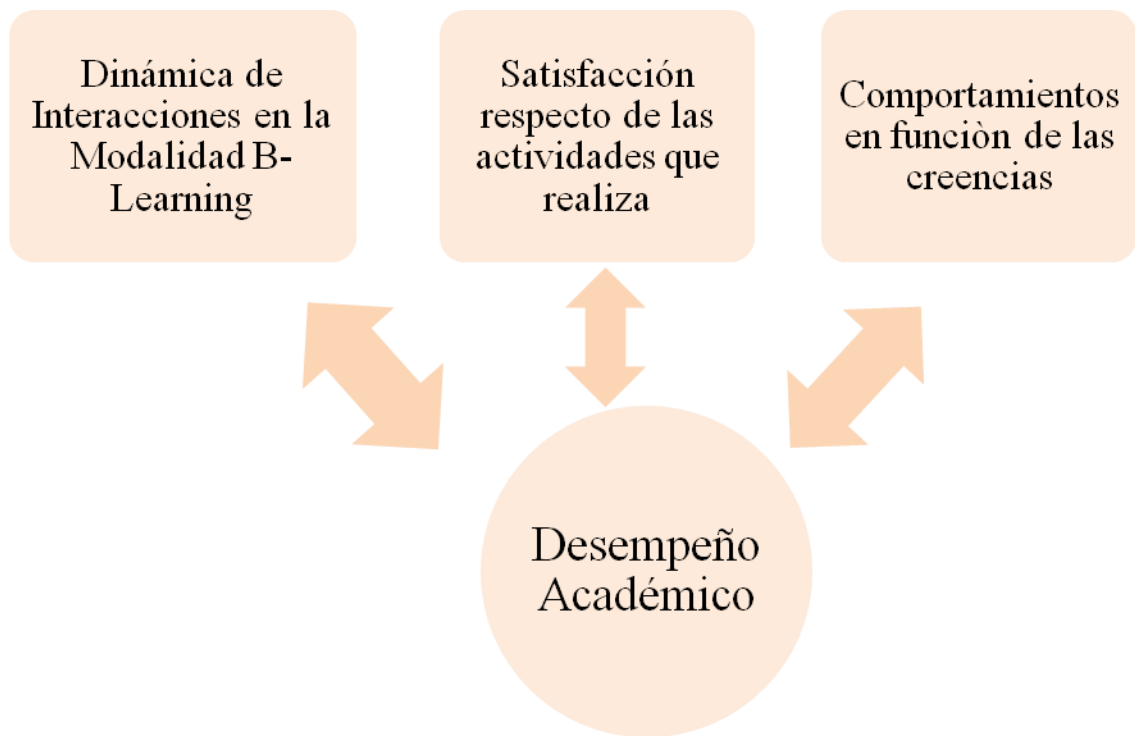 Dinámica de
Interacciones en la
Modalidad B-
Learning
Satisfacción
respecto de las
actividades que
realiza
Comportamientos
en funciòn de las
creencias
Desempeño
Académico